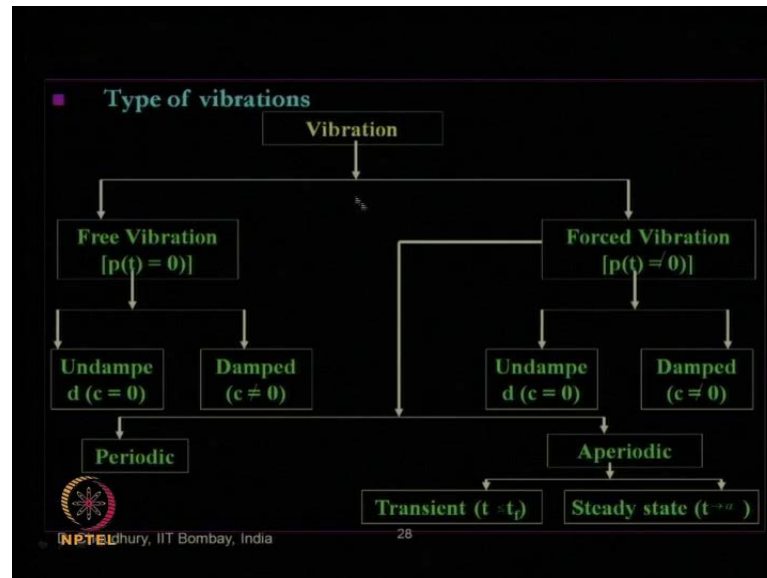 Type of vibrations
Vibration
Free Vibration
[p(t) = 0)]
Forced Vibration
[p(t) ≠ 0)]
Undampe
d (c = 0)
Damped
(c ≠ 0)
Undampe
d (c = 0)
Damped
(c ≠ 0)
Periodic
Aperiodic
Transient (t ≤ t_f)
Steady state (t→α )
NPTEL
IIT Bombay, India
28